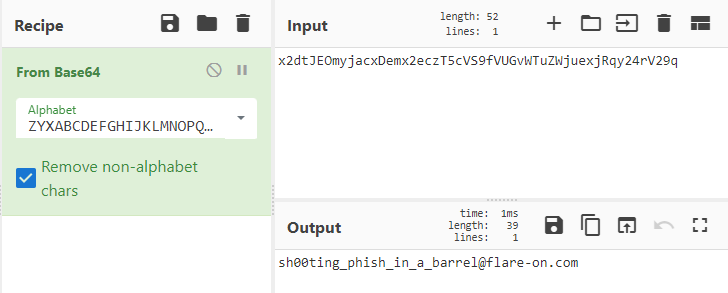 Recipe
From Base64
Alphabet
ZYXABCDEFGHIJKLMNOPQ…
Remove non-alphabet
chars
Input
length: 52
lines: 1
x2dtJEOmyjacxDemx2eczT5cVS9fVUGvWTuZWjuexjRqy24rV29q
Output
time: 1ms
length: 39
lines: 1
sh00ting_phish_in_a_barrel@flare-on.com